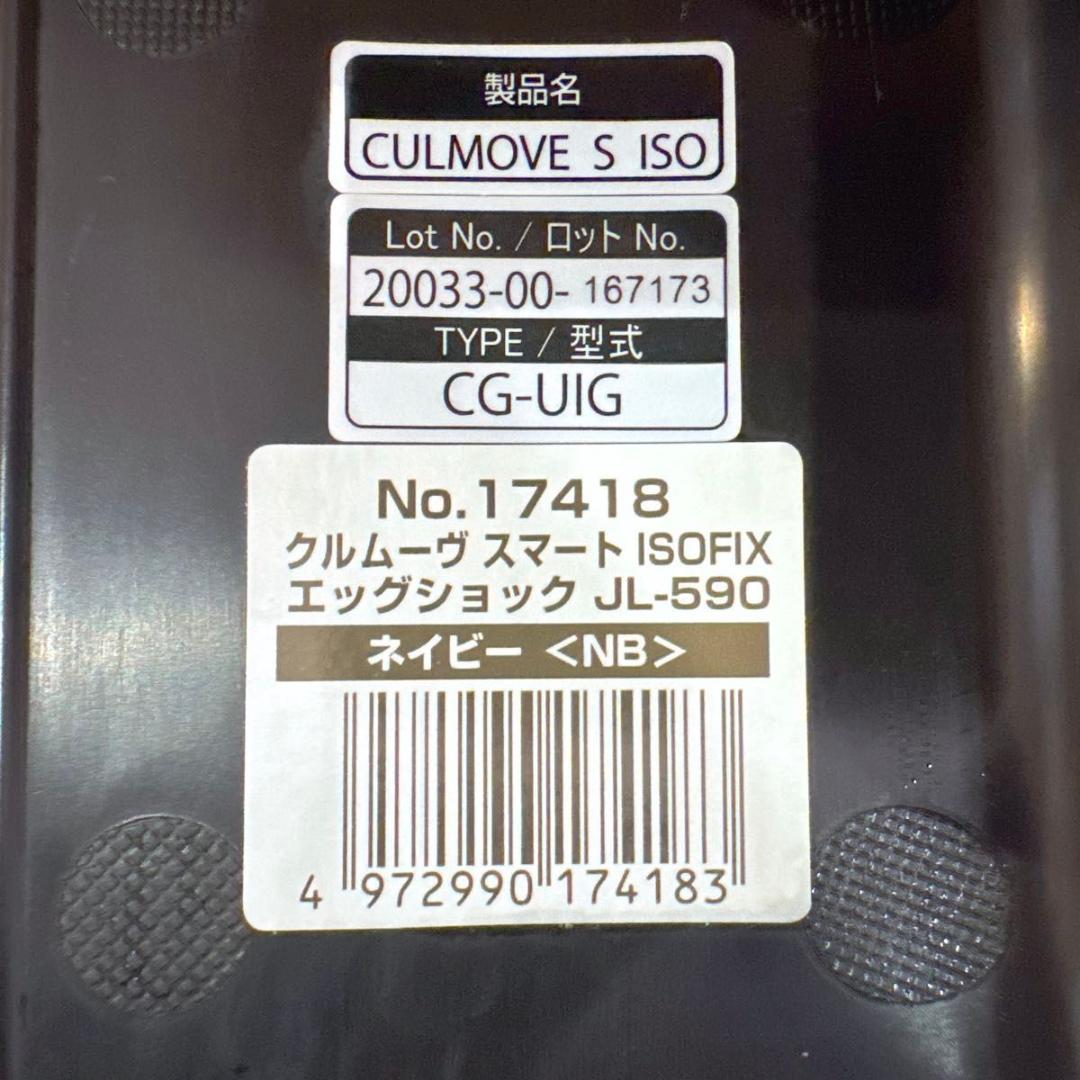 製品名
CULMOVE S ISO
Lot No. / ロット No.
20033-00- 167173
TYPE / 型式
CG-UIG
No.17418
クルムーヴ スマート ISOFIX
エッグショック JL-590
ネイビー <NB>
4 972990 174183